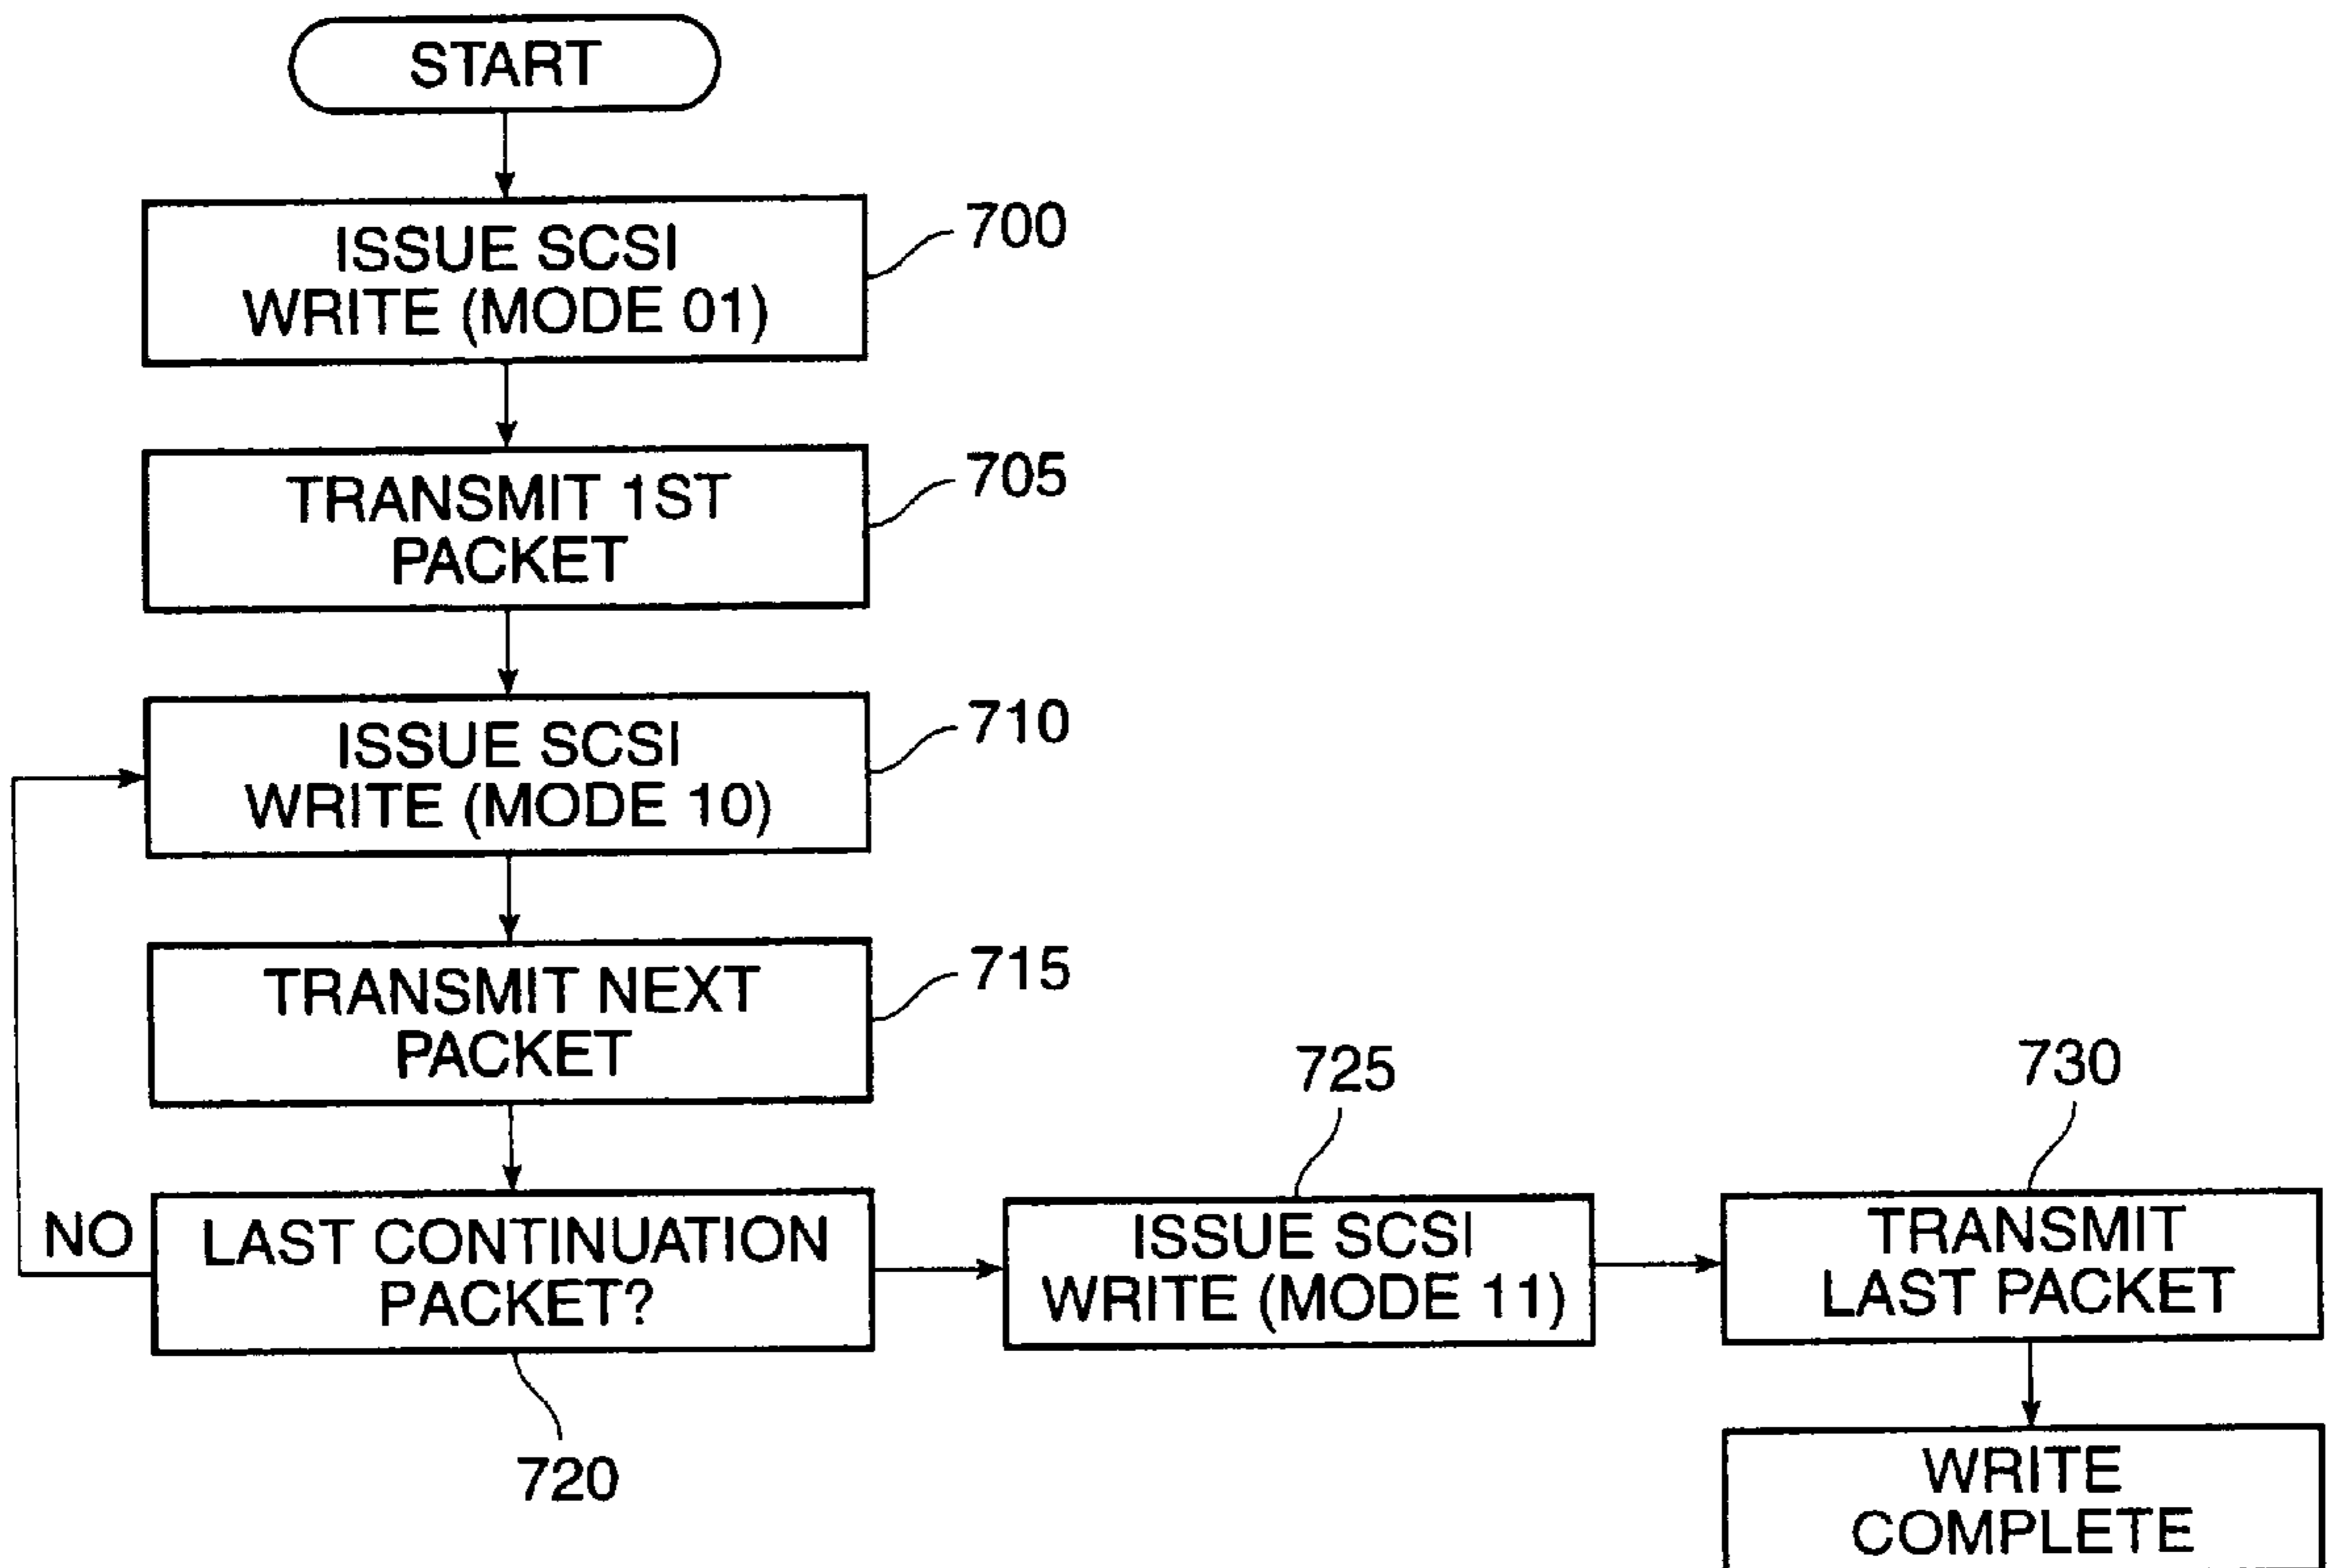 START
ISSUE SCSI
WRITE (MODE 01)
700
TRANSMIT 1ST
PACKET
705
ISSUE SCSI
WRITE (MODE 10)
710
TRANSMIT NEXT
PACKET
715
NO
LAST CONTINUATION
PACKET?
720
725
ISSUE SCSI
WRITE (MODE 11)
730
TRANSMIT
LAST PACKET
WRITE
COMPLETE